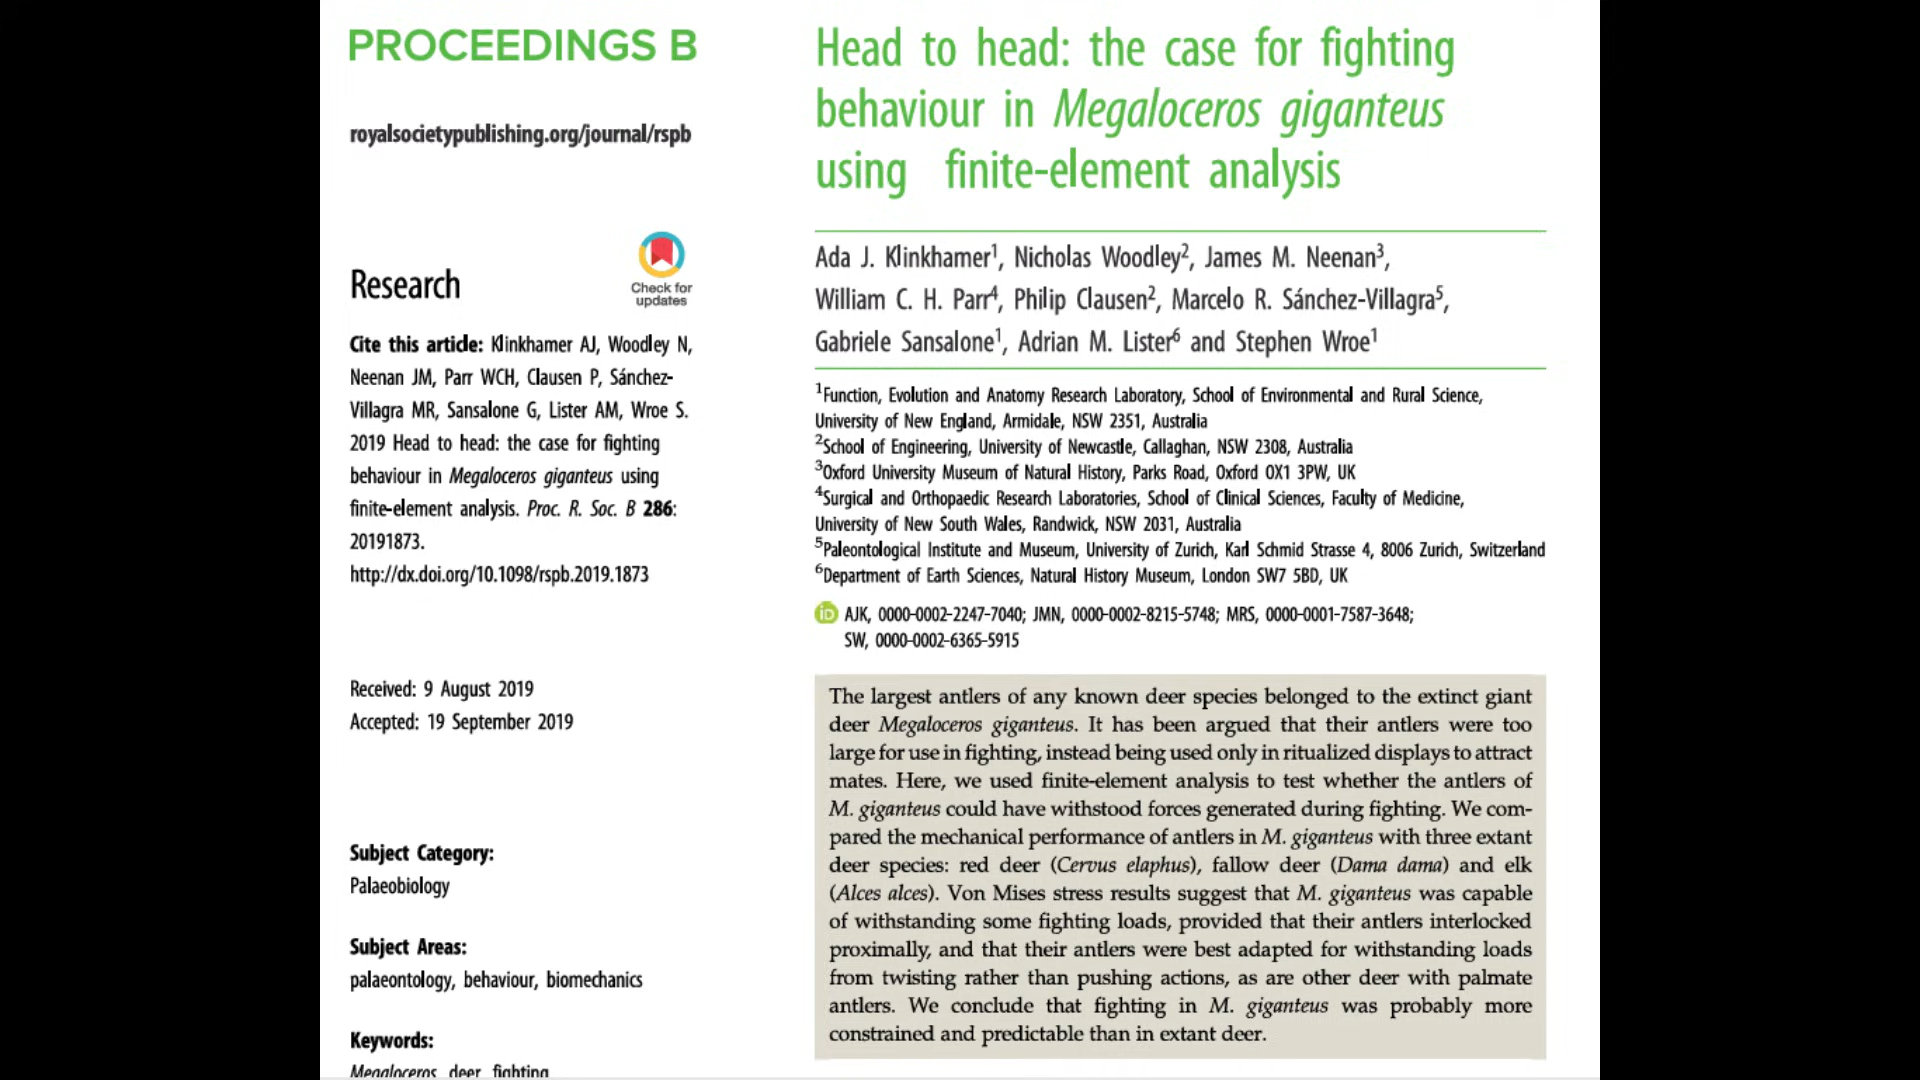 PROCEEDINGS B
royalsocietypublishing.org/journal/rspb
Research
Check for
updates
Cite this article: Klinkhamer AJ, Woodley N,
Neenan JM, Parr WCH, Clausen P, Sánchez-
Villagra MR, Sansalone G, Lister AM, Wroe S.
2019 Head to head: the case for fighting
behaviour in Megaloceros giganteus using
finite-element analysis. Proc. R. Soc. B 286:
20191873.
http://dx.doi.org/10.1098/rspb.2019.1873
Received: 9 August 2019
Accepted: 19 September 2019
Subject Category:
Palaeobiology
Subject Areas:
palaeontology, behaviour, biomechanics
Keywords:
Megaloceros, deer, fighting
Head to head: the case for fighting
behaviour in Megaloceros giganteus
using finite-element analysis
Ada J. Klinkhamer1, Nicholas Woodley2, James M. Neenan3,
William C. H. Parr4, Philip Clausen2, Marcelo R. Sánchez-Villagra5,
Gabriele Sansalone1, Adrian M. Lister6 and Stephen Wroe1
1Function, Evolution and Anatomy Research Laboratory, School of Environmental and Rural Science,
University of New England, Armidale, NSW 2351, Australia
2School of Engineering, University of Newcastle, Callaghan, NSW 2308, Australia
3Oxford University Museum of Natural History, Parks Road, Oxford OX1 3PW, UK
4Surgical and Orthopaedic Research Laboratories, School of Clinical Sciences, Faculty of Medicine,
University of New South Wales, Randwick, NSW 2031, Australia
5Paleontological Institute and Museum, University of Zurich, Karl Schmid Strasse 4, 8006 Zurich, Switzerland
6Department of Earth Sciences, Natural History Museum, London SW7 5BD, UK
iD AJK, 0000-0002-2247-7040; JMN, 0000-0002-8215-5748; MRS, 0000-0001-7587-3648;
SW, 0000-0002-6365-5915
The largest antlers of any known deer species belonged to the extinct giant
deer Megaloceros giganteus. It has been argued that their antlers were too
large for use in fighting, instead being used only in ritualized displays to attract
mates. Here, we used finite-element analysis to test whether the antlers of
M. giganteus could have withstood forces generated during fighting. We com-
pared the mechanical performance of antlers in M. giganteus with three extant
deer species: red deer (Cervus elaphus), fallow deer (Dama dama) and elk
(Alces alces). Von Mises stress results suggest that M. giganteus was capable
of withstanding some fighting loads, provided that their antlers interlocked
proximally, and that their antlers were best adapted for withstanding loads
from twisting rather than pushing actions, as are other deer with palmate
antlers. We conclude that fighting in M. giganteus was probably more
constrained and predictable than in extant deer.